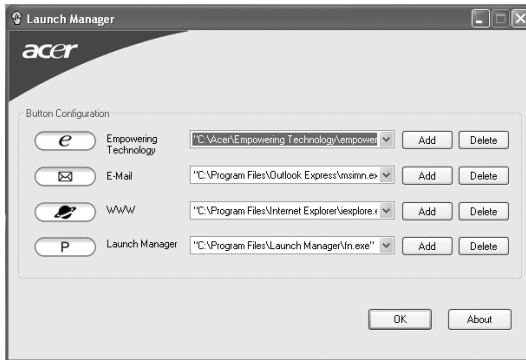 Launch Manager
acer
Button Configuration
e Empowering Technology "C:\Acer\Empowering Technology\empower Add Delete
E-Mail "C:\Program Files\Outlook Express\msimn.ex Add Delete
WWW "C:\Program Files\Internet Explorer\iexplore.e Add Delete
P Launch Manager "C:\Program Files\Launch Manager\fn.exe" Add Delete
OK About